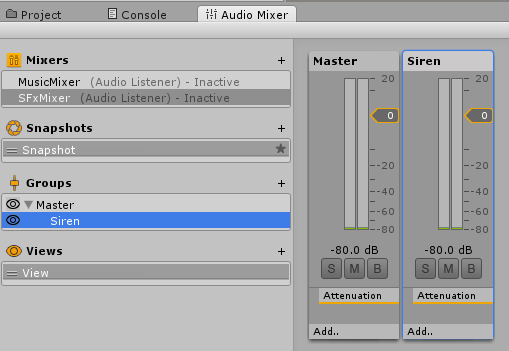 Project Console Audio Mixer
Mixers +
MusicMixer (Audio Listener) - Inactive
SFxMixer (Audio Listener) - Inactive
Snapshots +
Snapshot
Groups +
Master
Siren
Views +
View
Master
20
0
-20
-40
-60
-80
-80.0 dB
S M B
Attenuation
Add..
Siren
20
0
-20
-40
-60
-80
-80.0 dB
S M B
Attenuation
Add..